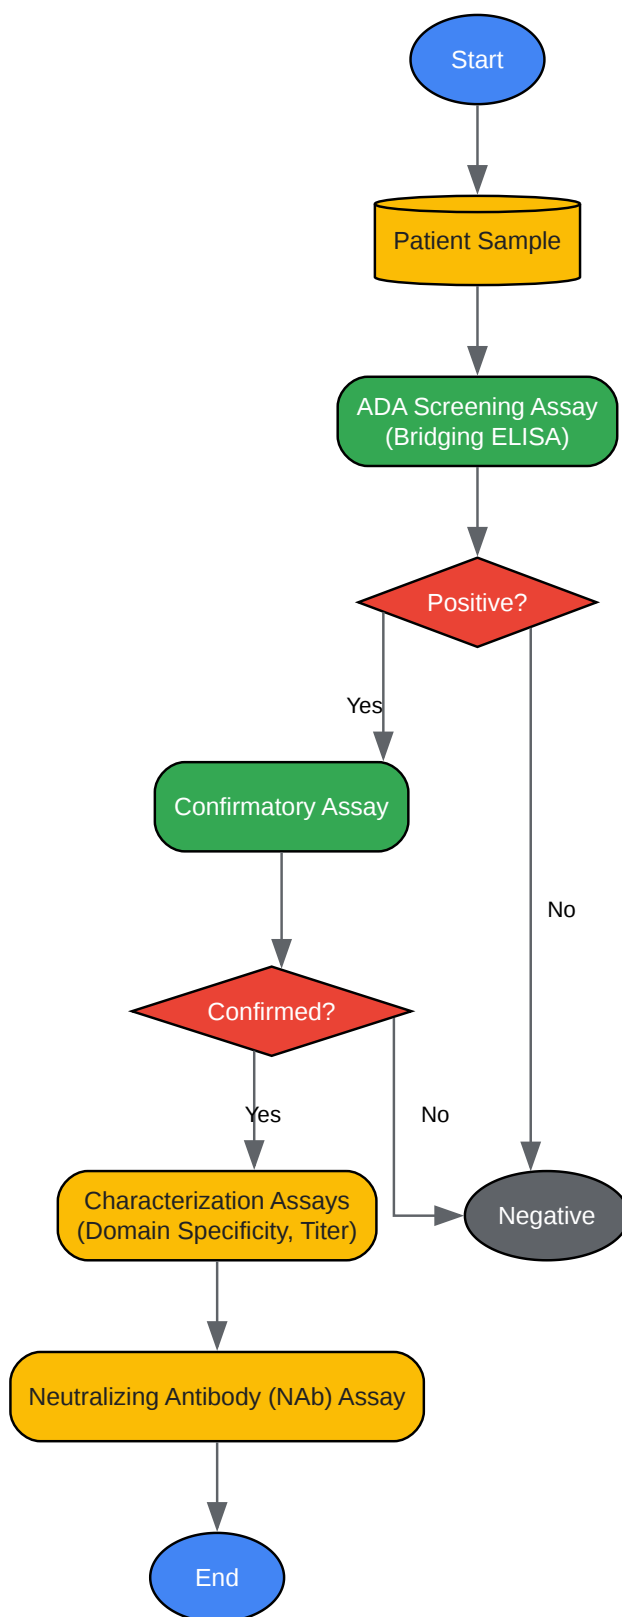 Start
Patient Sample
ADA Screening Assay
(Bridging ELISA)
Positive?
Yes
Confirmatory Assay
No
Confirmed?
Yes
No
Characterization Assays
(Domain Specificity, Titer)
Negative
Neutralizing Antibody (NAb) Assay
End